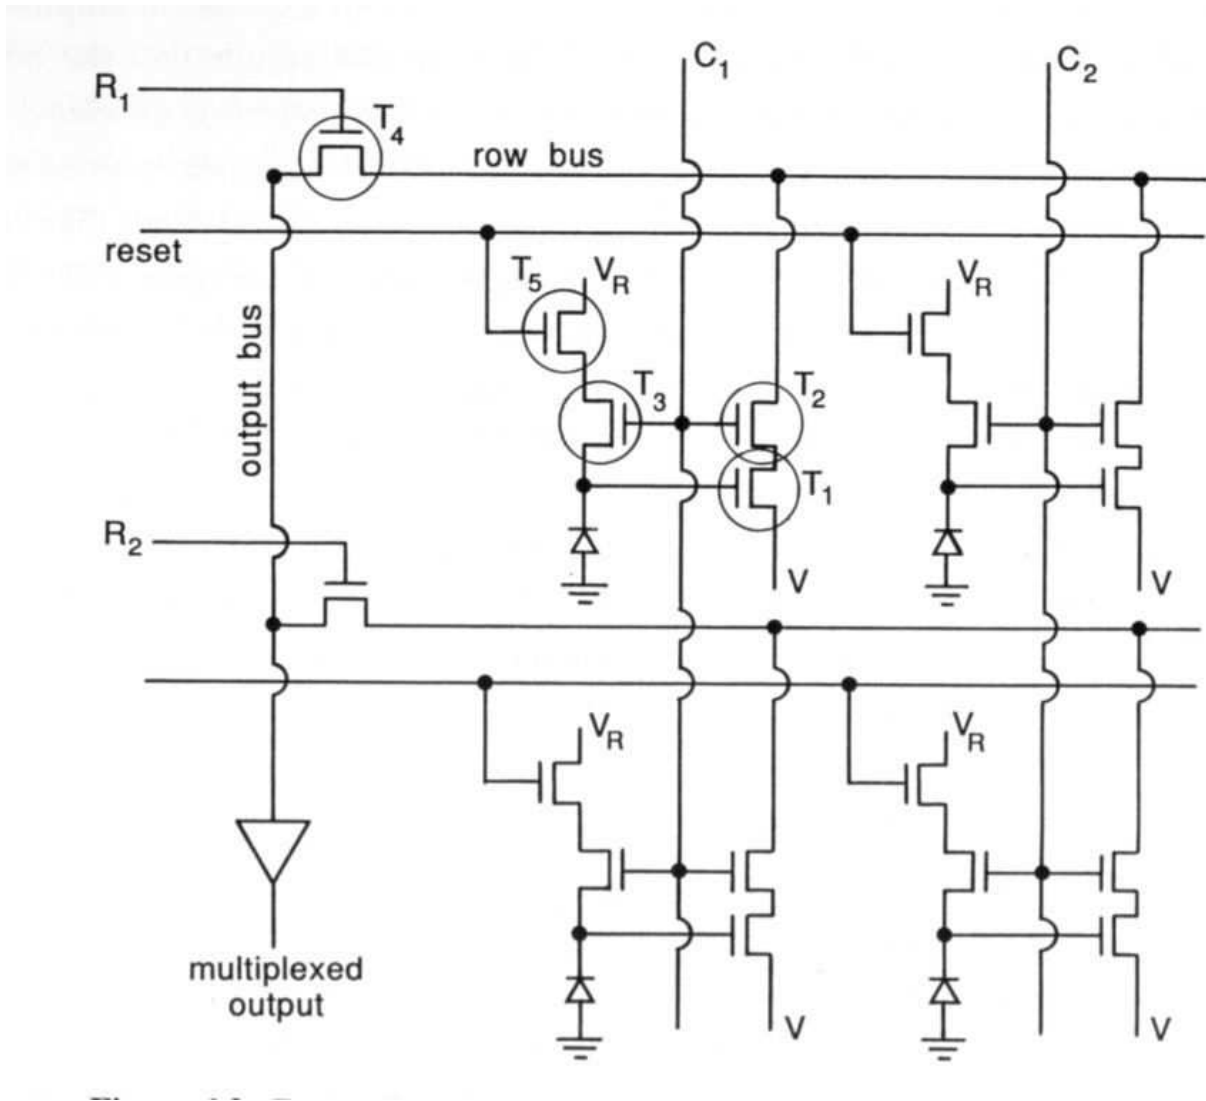 C1
C2
R1
T4
row bus
reset
T5
VR
VR
output bus
T3
T2
T1
R2
V
V
VR
VR
multiplexed
output
V
V